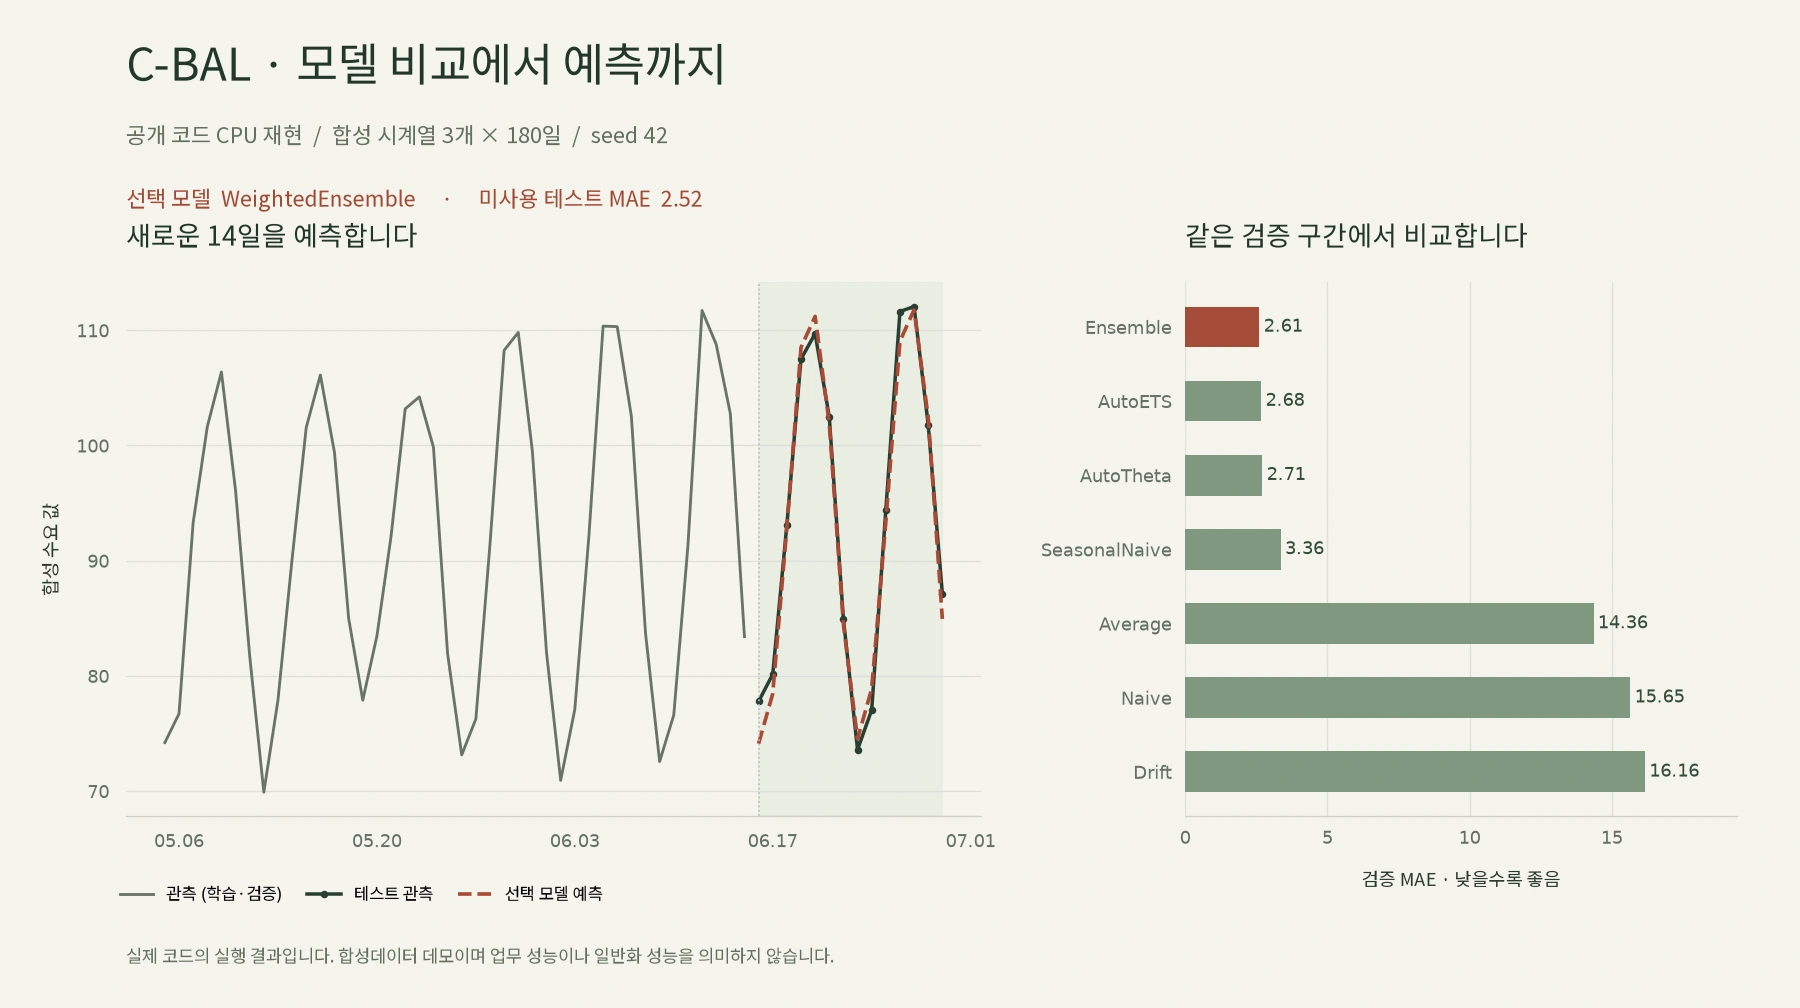 C-BAL · 모델 비교에서 예측까지
공개 코드 CPU 재현 / 합성 시계열 3개 × 180일 / seed 42
선택 모델 WeightedEnsemble · 미사용 테스트 MAE 2.52
새로운 14일을 예측합니다
합성 수요 값
110
100
90
80
70
05.06
05.20
06.03
06.17
07.01
관측 (학습·검증)
테스트 관측
선택 모델 예측
같은 검증 구간에서 비교합니다
Ensemble 2.61
AutoETS 2.68
AutoTheta 2.71
SeasonalNaive 3.36
Average 14.36
Naive 15.65
Drift 16.16
0
5
10
15
검증 MAE · 낮을수록 좋음
실제 코드의 실행 결과입니다. 합성데이터 데모이며 업무 성능이나 일반화 성능을 의미하지 않습니다.